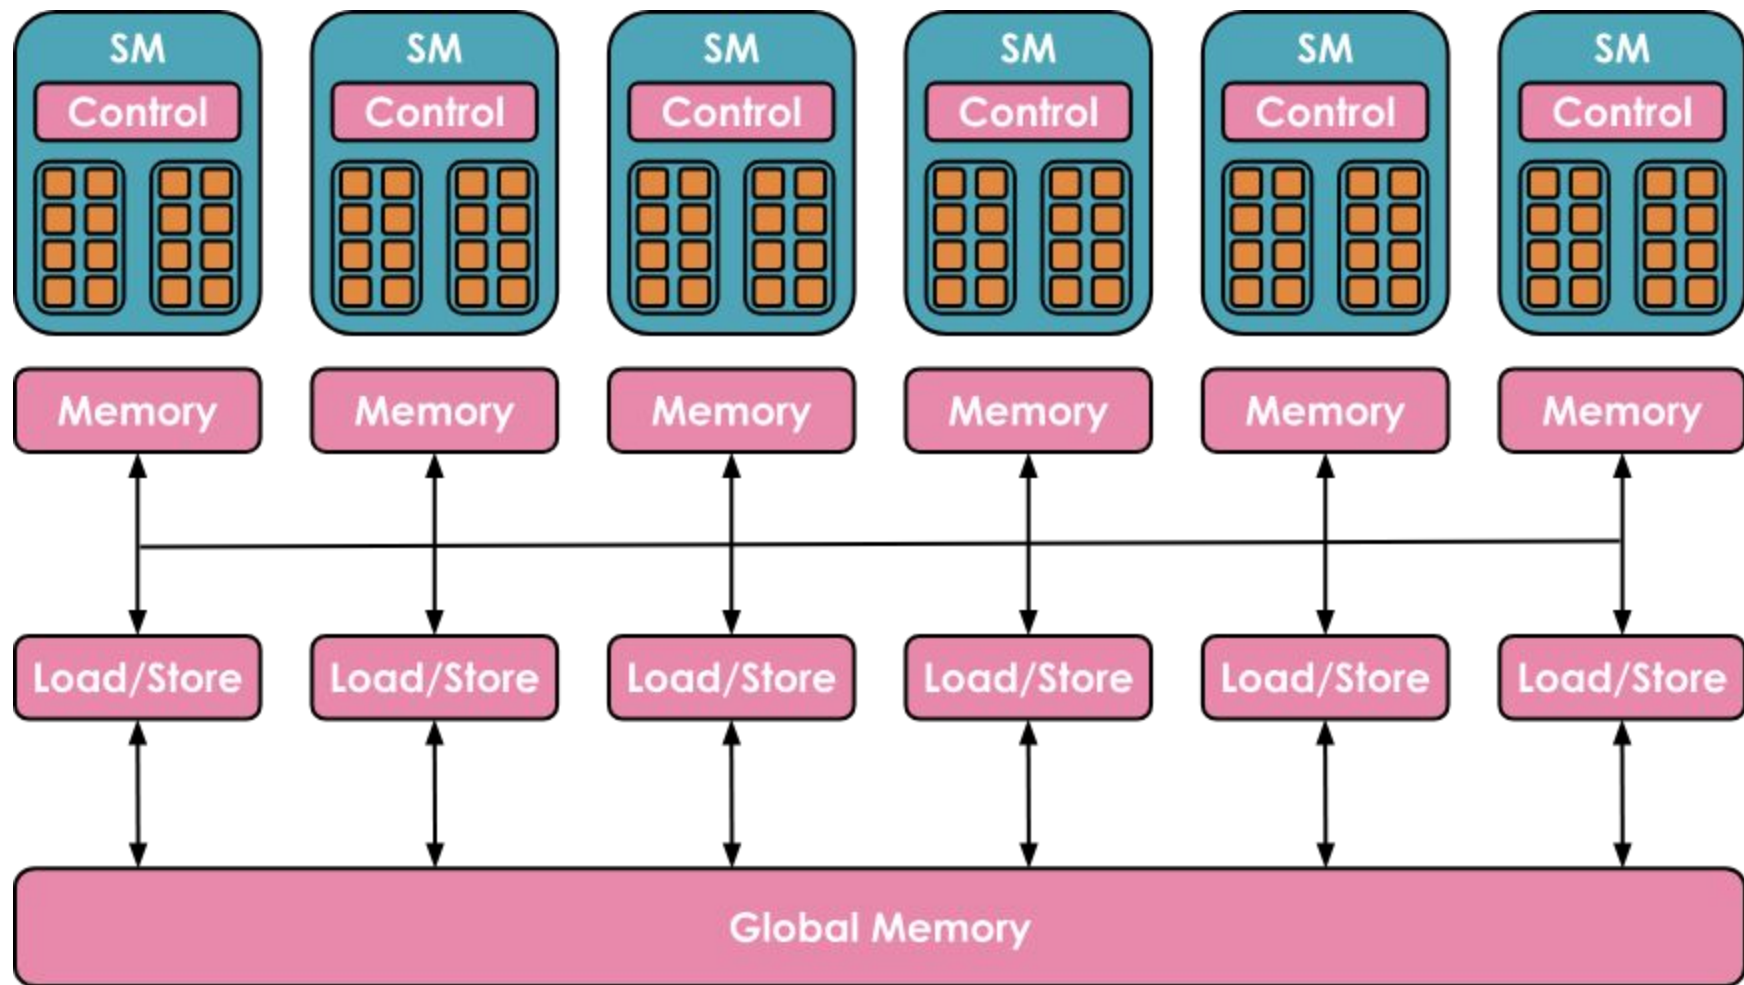 SM SM SM SM SM SM
Control Control Control Control Control Control
Memory Memory Memory Memory Memory Memory
Load/Store Load/Store Load/Store Load/Store Load/Store Load/Store
Global Memory